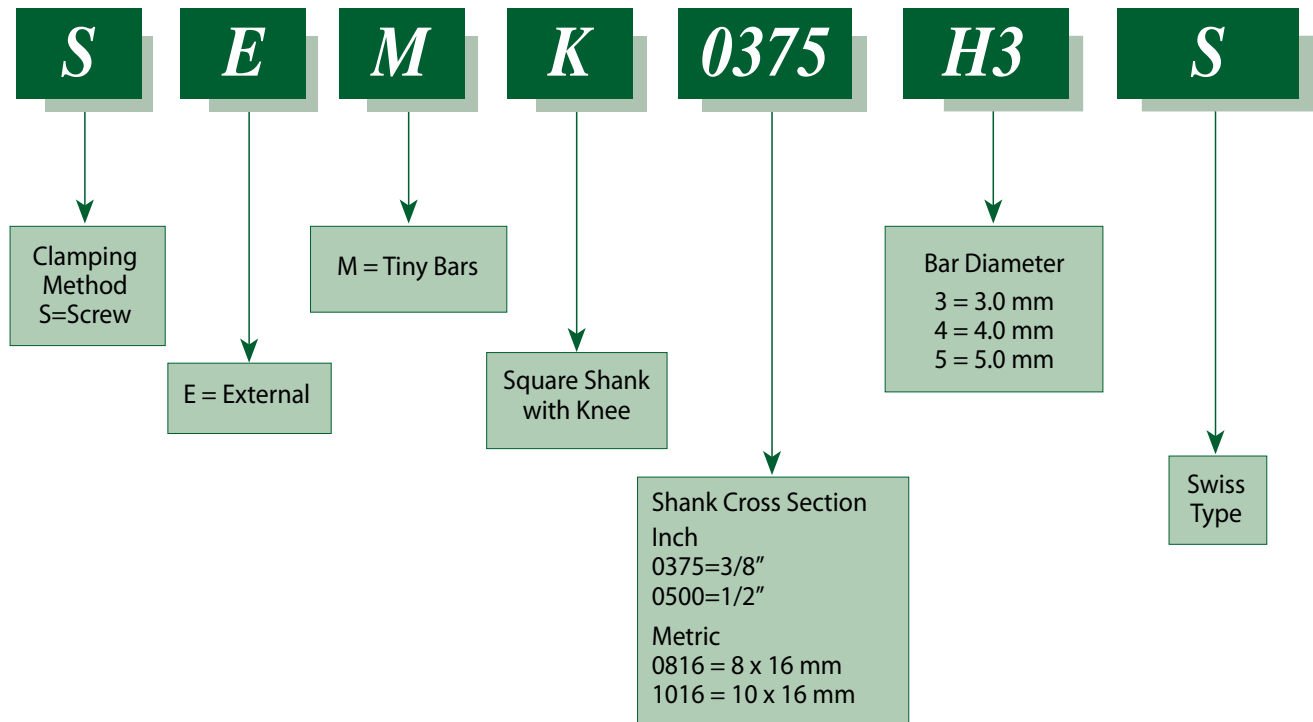 S E M K 0375 H3 S
Clamping
Method
S=Screw
E = External
M = Tiny Bars
Square Shank
with Knee
Shank Cross Section
Inch
0375=3/8”
0500=1/2”
Metric
0816 = 8 x 16 mm
1016 = 10 x 16 mm
Bar Diameter
3 = 3.0 mm
4 = 4.0 mm
5 = 5.0 mm
Swiss
Type